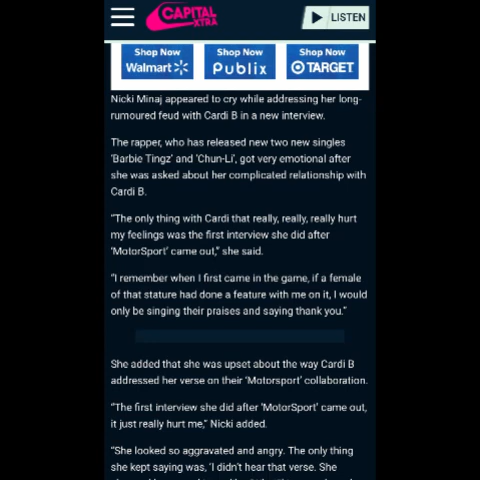 CAPITAL
XTRA
LISTEN
Shop Now
Walmart
Shop Now
Publix
Shop Now
TARGET
Nicki Minaj appeared to cry while addressing her long-
rumoured feud with Cardi B in a new interview.
The rapper, who has released new two new singles
'Barbie Tingz' and 'Chun-Li', got very emotional after
she was asked about her complicated relationship with
Cardi B.
"The only thing with Cardi that really, really, really hurt
my feelings was the first interview she did after
'MotorSport' came out," she said.
"I remember when I first came in the game, if a female
of that stature had done a feature with me on it, I would
only be singing their praises and saying thank you."
She added that she was upset about the way Cardi B
addressed her verse on their 'Motorsport' collaboration.
"The first interview she did after 'MotorSport' came out,
it just really hurt me," Nicki added.
"She looked so aggravated and angry. The only thing
she kept saying was, 'I didn't hear that verse. She